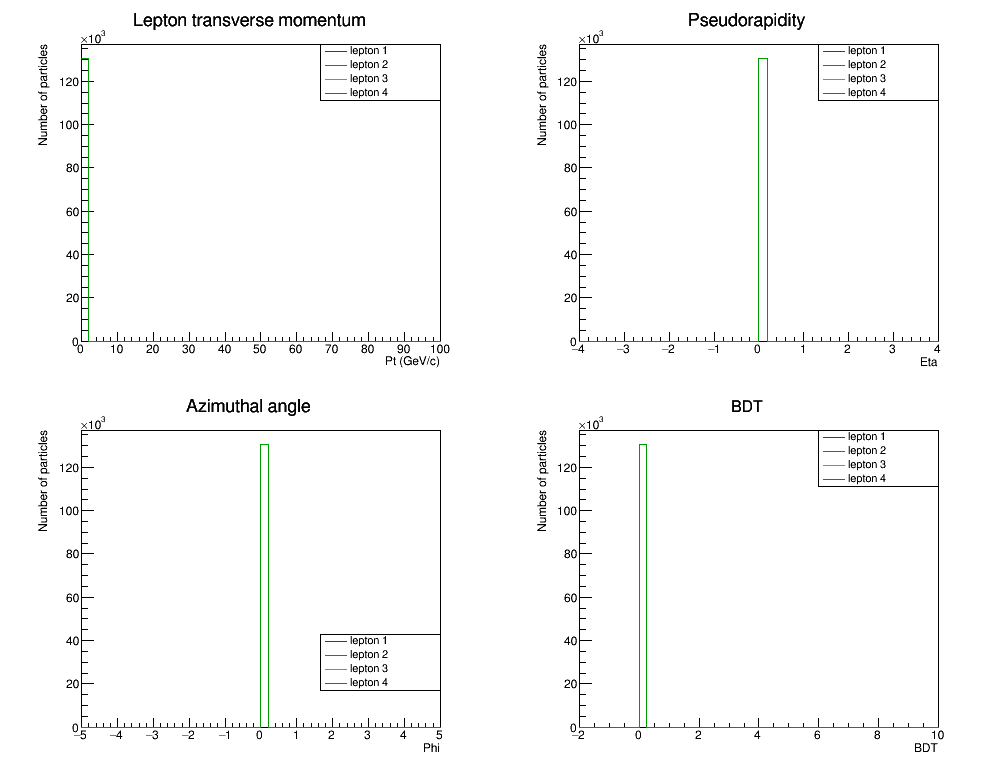 Lepton transverse momentum
×10³
Number of particles
120
100
80
60
40
20
0
0 10 20 30 40 50 60 70 80 90 100
Pt (GeV/c)
lepton 1
lepton 2
lepton 3
lepton 4
Pseudorapidity
×10³
Number of particles
120
100
80
60
40
20
0
−4 −3 −2 −1 0 1 2 3 4
Eta
lepton 1
lepton 2
lepton 3
lepton 4
Azimuthal angle
×10³
Number of particles
120
100
80
60
40
20
0
−5 −4 −3 −2 −1 0 1 2 3 4 5
Phi
lepton 1
lepton 2
lepton 3
lepton 4
BDT
×10³
Number of particles
120
100
80
60
40
20
0
−2 0 2 4 6 8 10
BDT
lepton 1
lepton 2
lepton 3
lepton 4